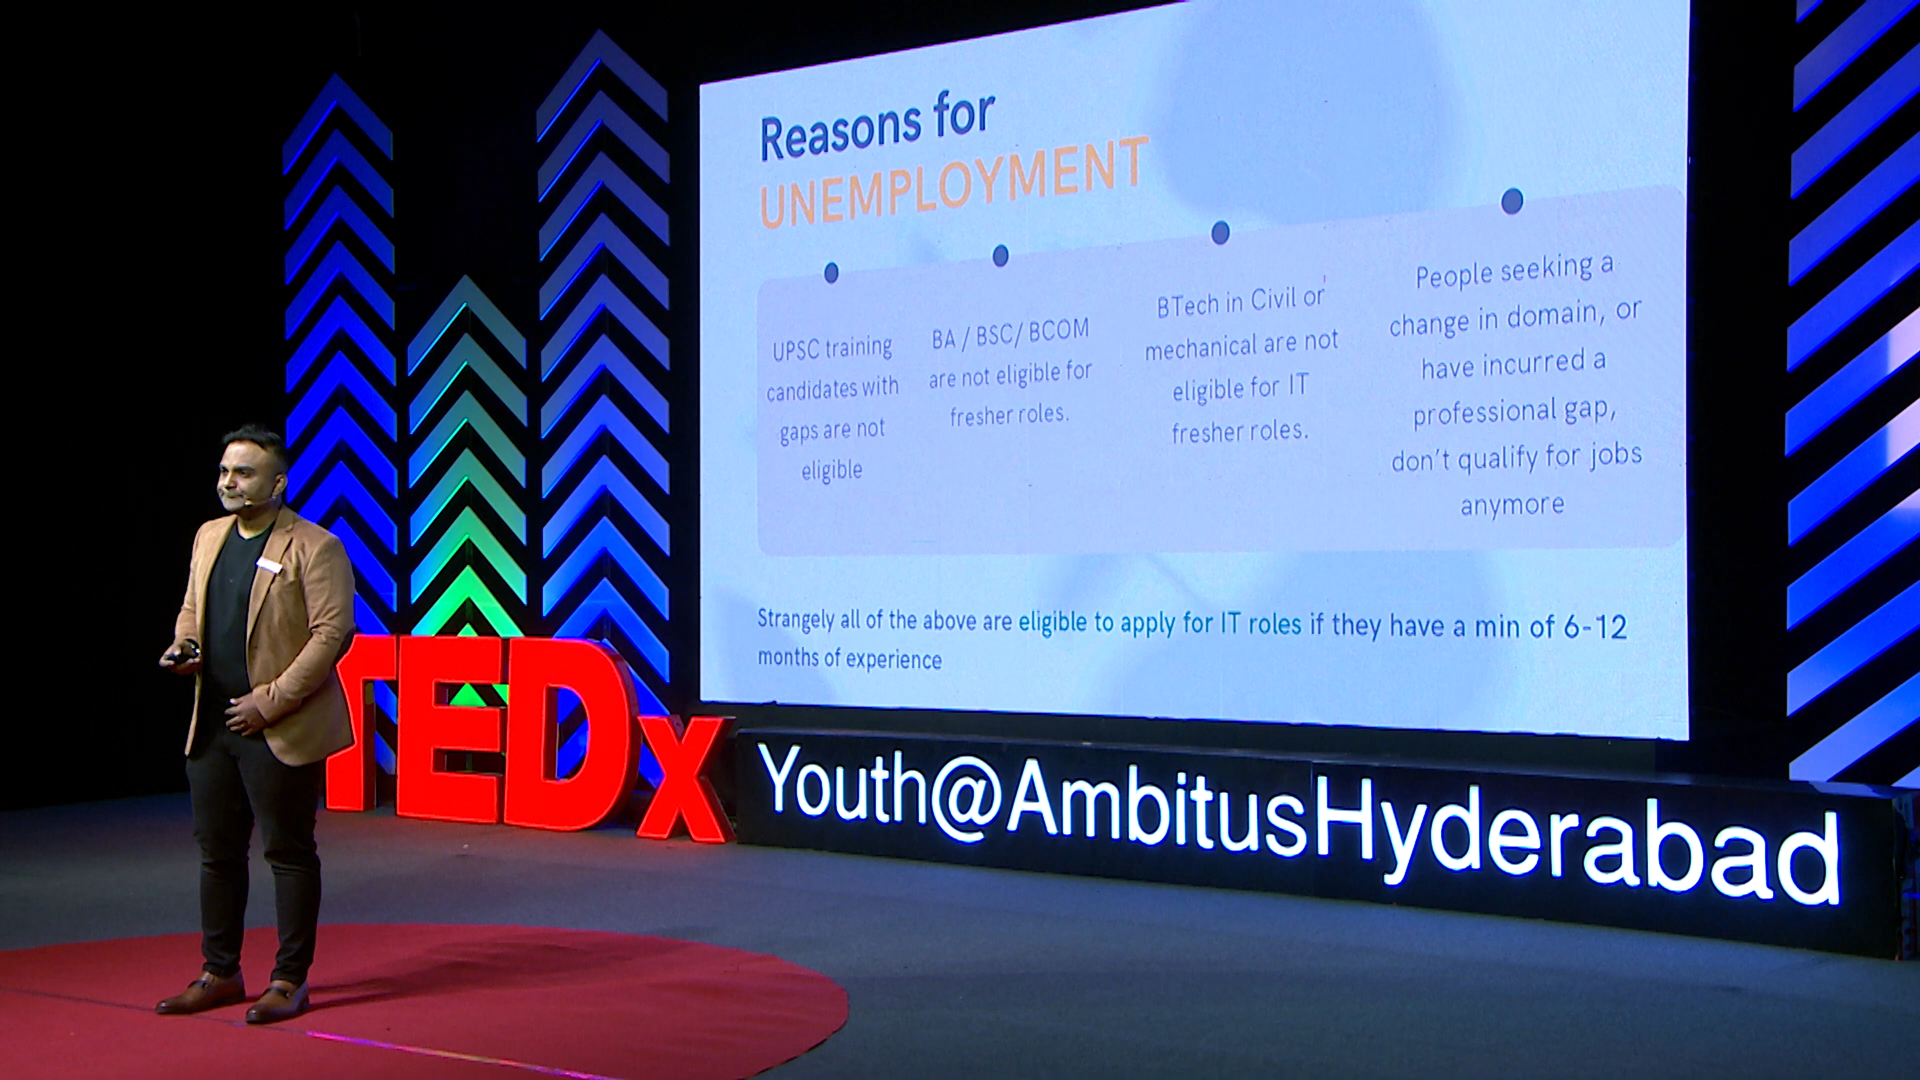 Reasons for
UNEMPLOYMENT
UPSC training
candidates with
gaps are not
eligible
BA / BSC/ BCOM
are not eligible for
fresher roles.
BTech in Civil or
mechanical are not
eligible for IT
fresher roles.
People seeking a
change in domain, or
have incurred a
professional gap,
don't qualify for jobs
anymore
Strangely all of the above are eligible to apply for IT roles if they have a min of 6-12
months of experience
TEDx
Youth@AmbitusHyderabad